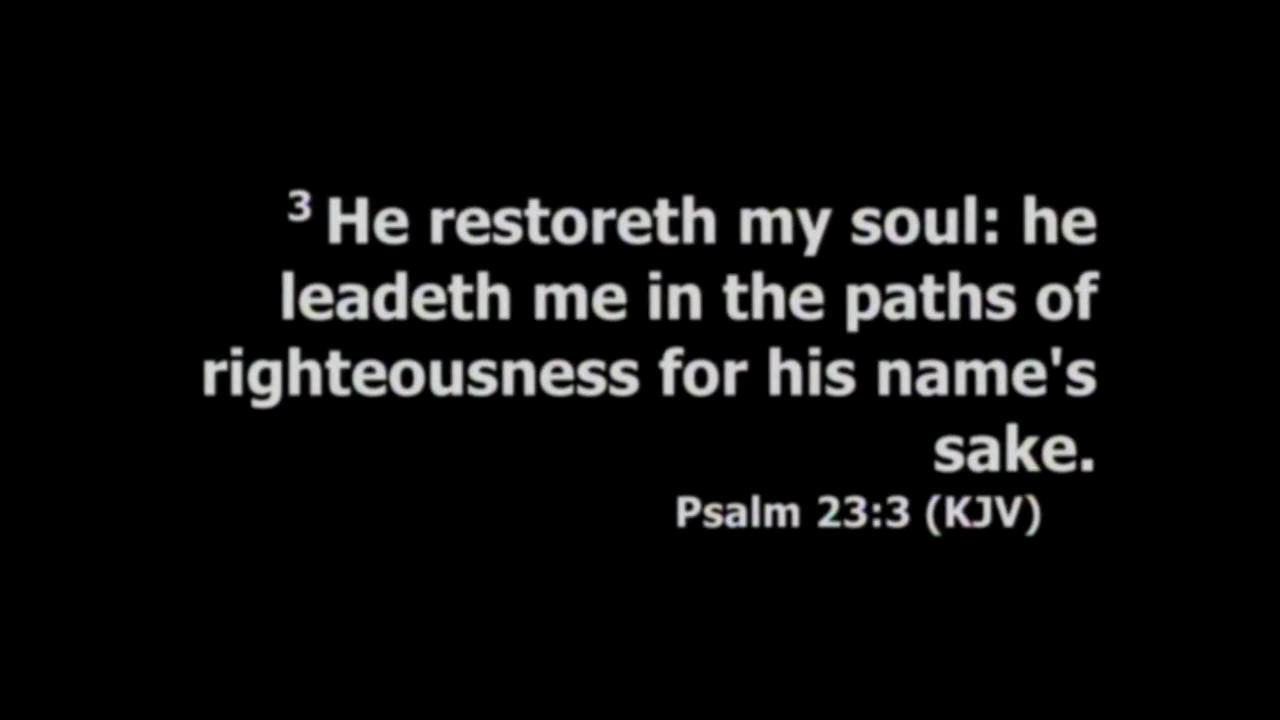 ³ He restoreth my soul: he
leadeth me in the paths of
righteousness for his name's
sake.
Psalm 23:3 (KJV)